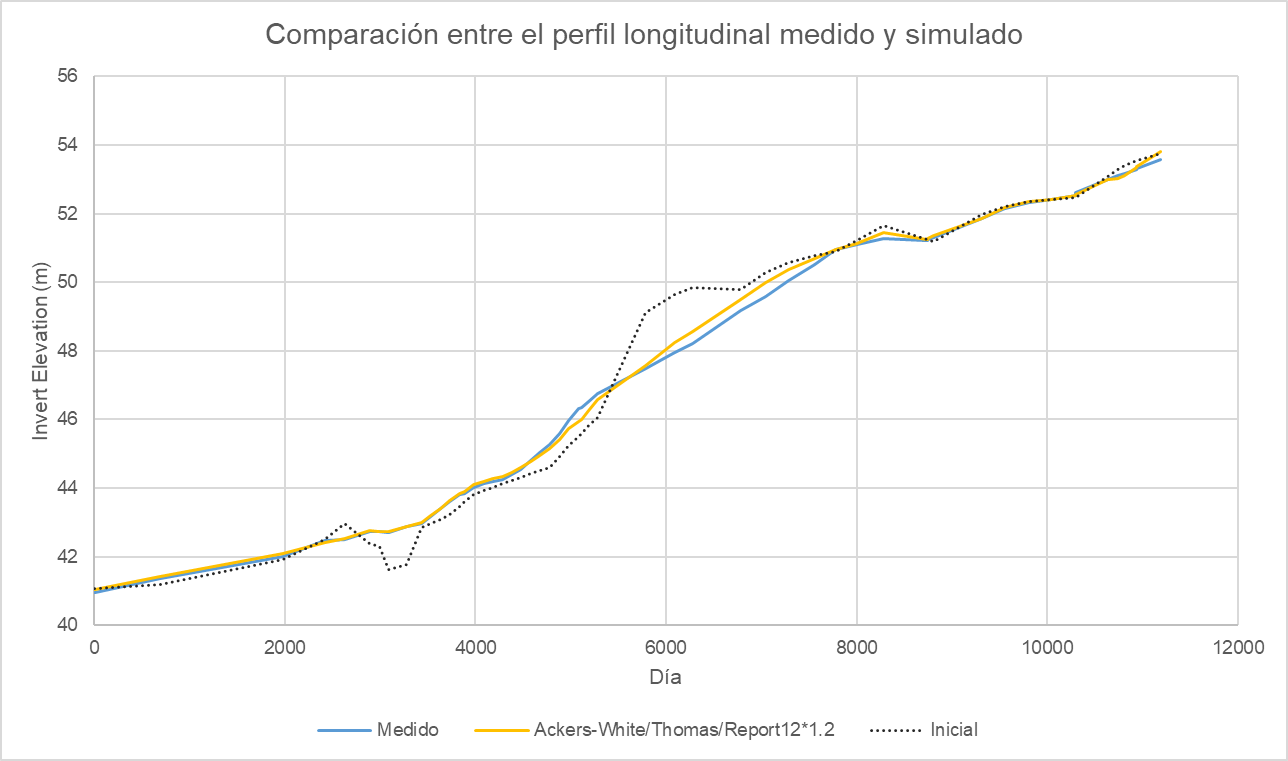 Comparación entre el perfil longitudinal medido y simulado
56
54
52
50
48
46
44
42
40
Invert Elevation (m)
0 2000 4000 6000 8000 10000 12000
Día
Medido Ackers-White/Thomas/Report12*1.2 Inicial